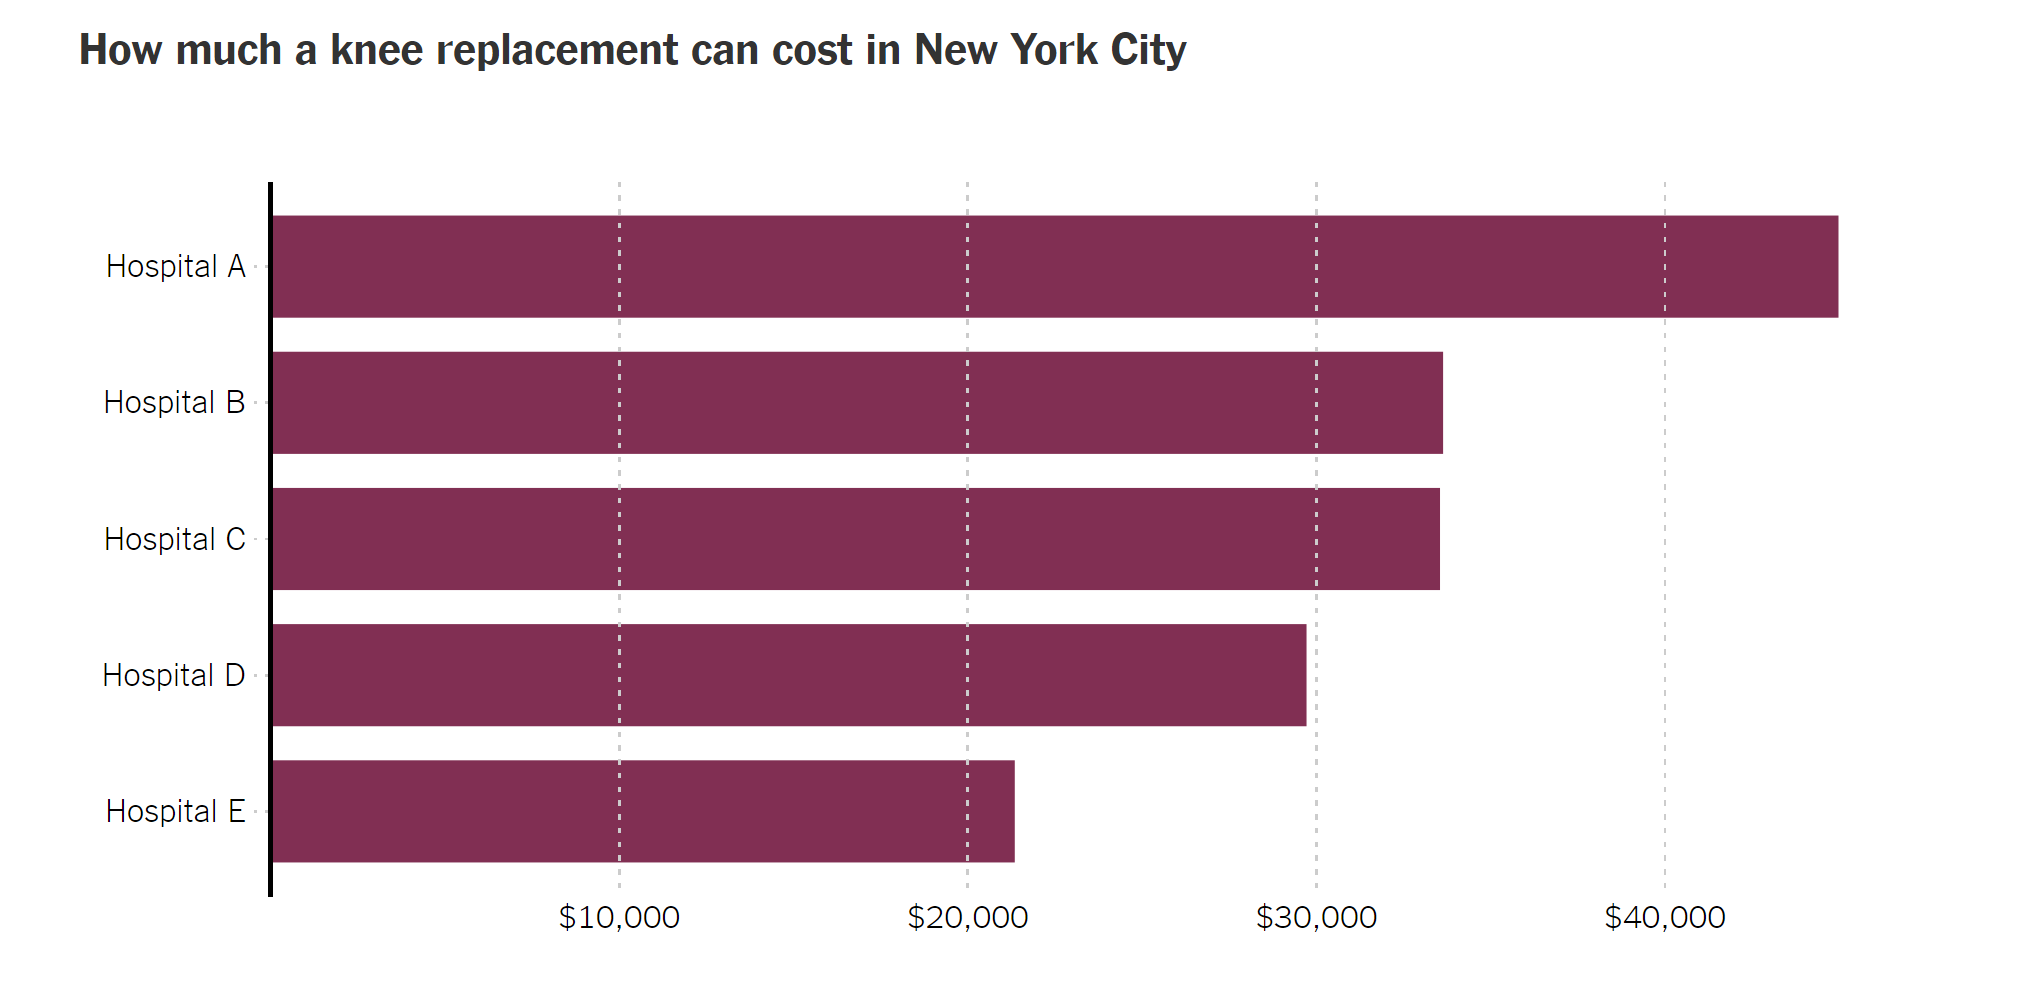 How much a knee replacement can cost in New York City
Hospital A
Hospital B
Hospital C
Hospital D
Hospital E
$10,000 $20,000 $30,000 $40,000